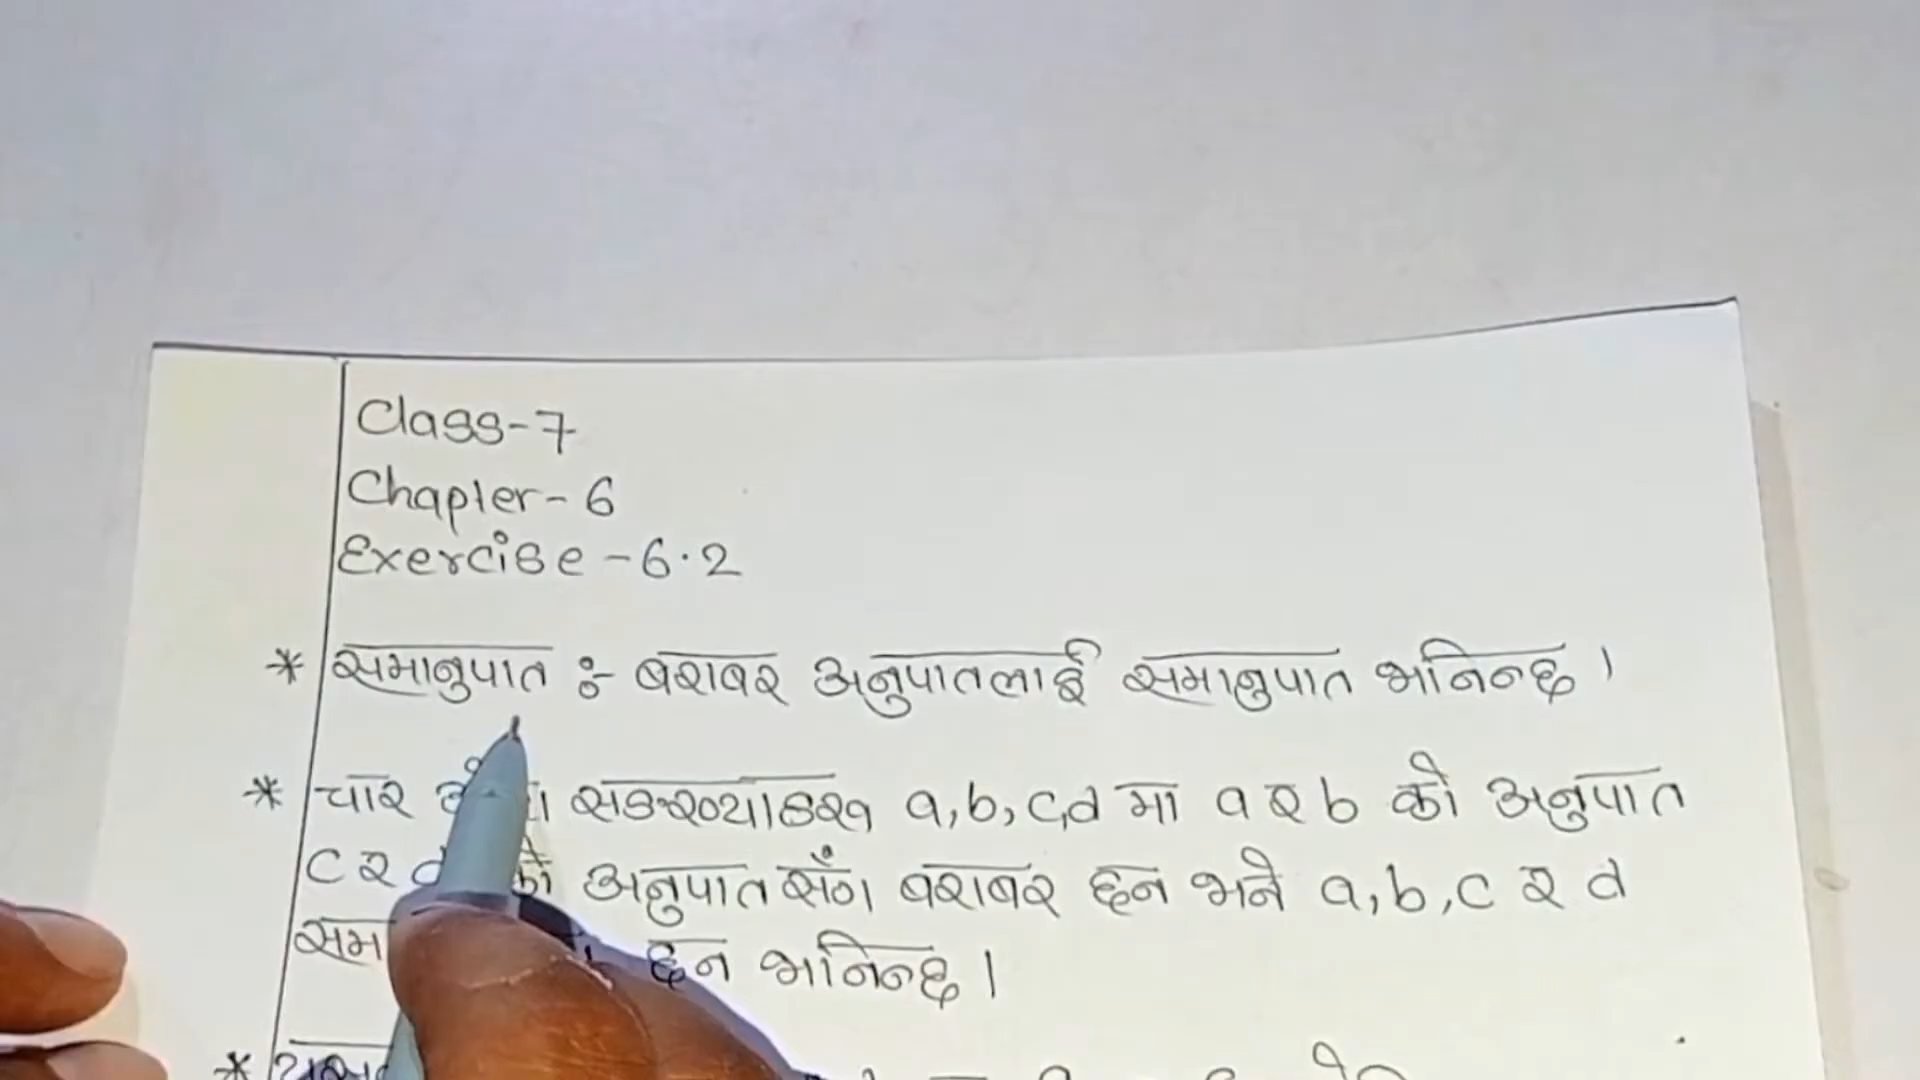 Class-7
Chapter-6
Exercise-6.2
* समानुपात :- बराबर अनुपातलाई समानुपात भनिन्छ।
* चार सङ्ख्याहरू a,b,c,d मा a र b को अनुपात
c र d को अनुपातसँग बराबर छन भने a,b,c र d
छन भनिन्छ।
*